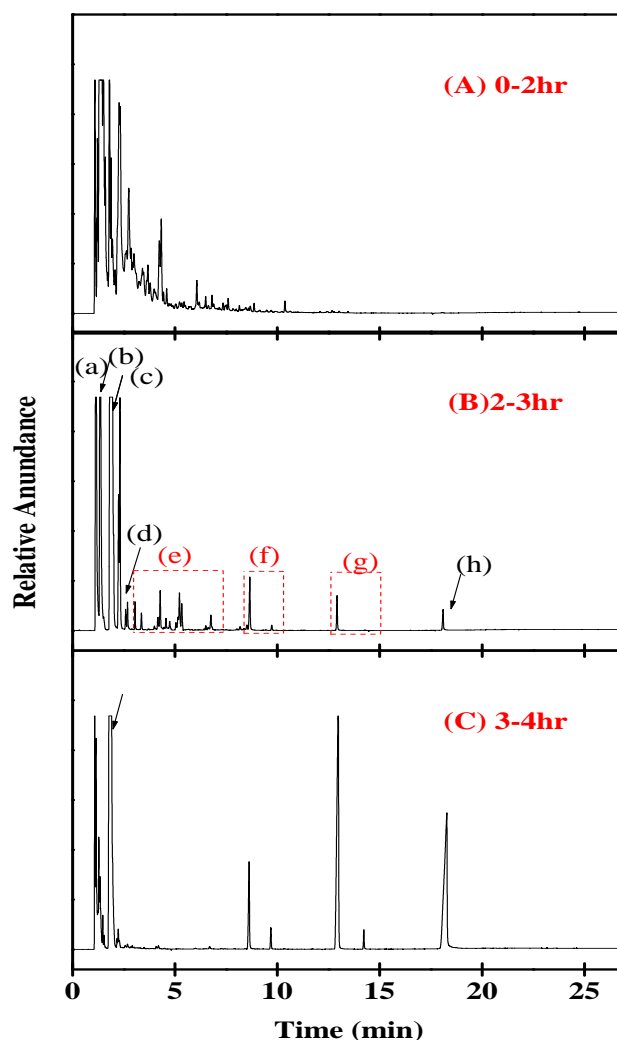 (A) 0-2hr
(a)
(b)
(c)
(B)2-3hr
(d)
(e)
(f)
(g)
(h)
(C) 3-4hr
Relative Anundance
0 5 10 15 20 25
Time (min)